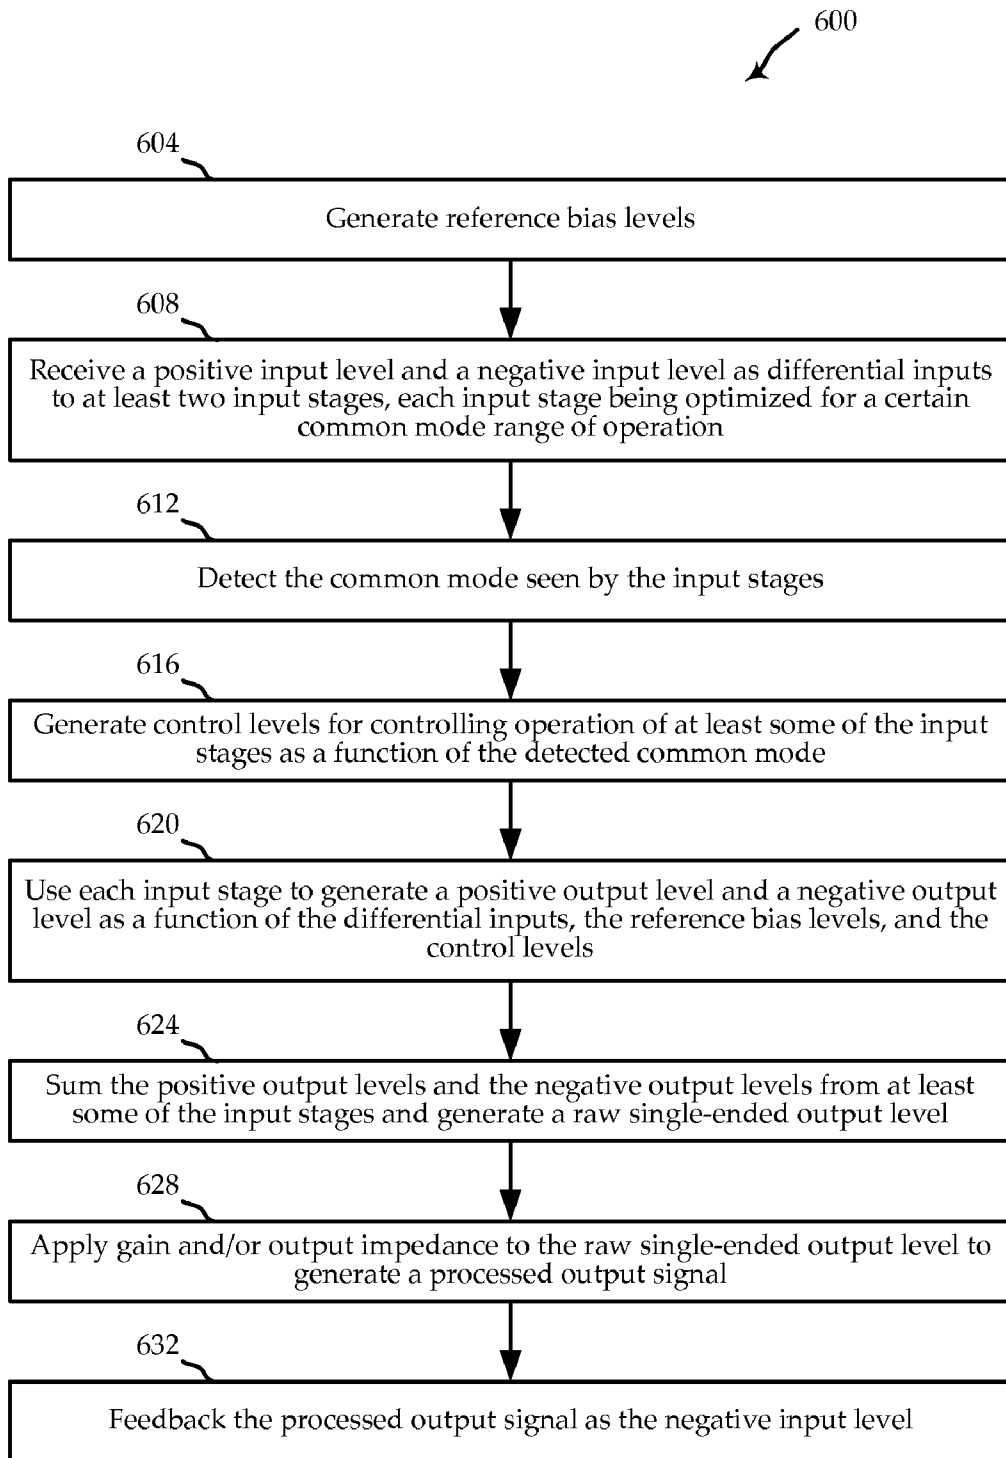 600
604
Generate reference bias levels
608
Receive a positive input level and a negative input level as differential inputs
to at least two input stages, each input stage being optimized for a certain
common mode range of operation
612
Detect the common mode seen by the input stages
616
Generate control levels for controlling operation of at least some of the input
stages as a function of the detected common mode
620
Use each input stage to generate a positive output level and a negative output
level as a function of the differential inputs, the reference bias levels, and the
control levels
624
Sum the positive output levels and the negative output levels from at least
some of the input stages and generate a raw single-ended output level
628
Apply gain and/or output impedance to the raw single-ended output level to
generate a processed output signal
632
Feedback the processed output signal as the negative input level